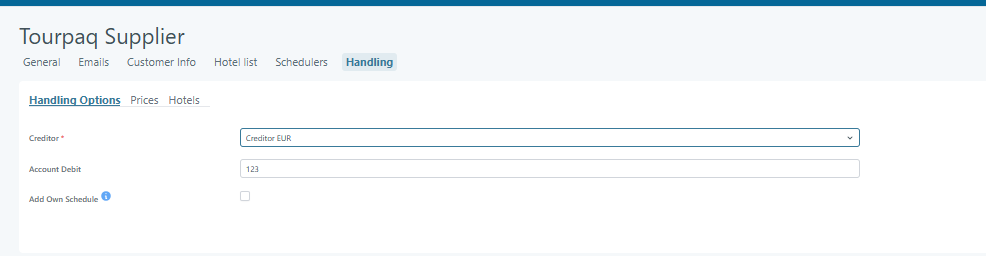 Tourpaq Supplier
General Emails Customer Info Hotel list Schedulers Handling
Handling Options Prices Hotels
Creditor * Creditor EUR
Account Debit 123
Add Own Schedule i